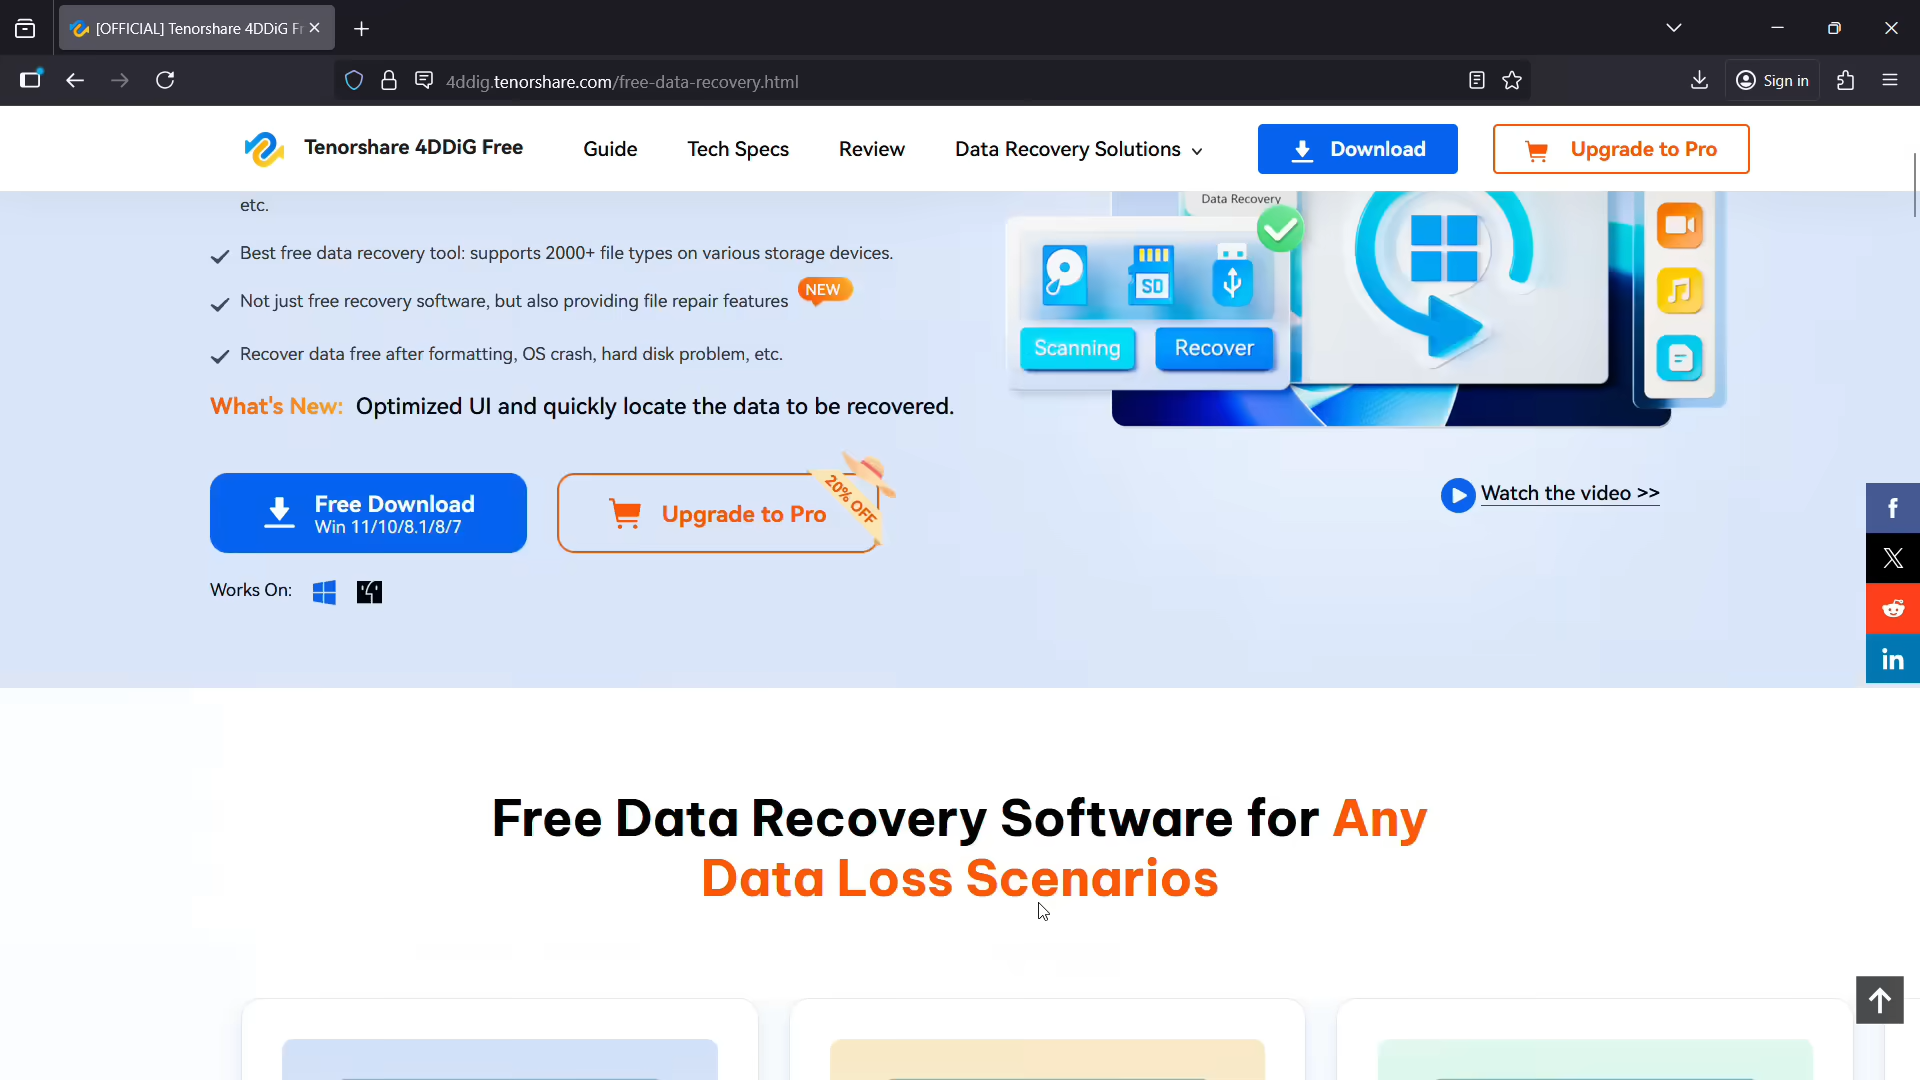 [OFFICIAL] Tenorshare 4DDiG Fr
4ddig.tenorshare.com/free-data-recovery.html
Sign in
Tenorshare 4DDiG Free
Guide
Tech Specs
Review
Data Recovery Solutions
Download
Upgrade to Pro
etc.
Best free data recovery tool: supports 2000+ file types on various storage devices.
Not just free recovery software, but also providing file repair features
NEW
Recover data free after formatting, OS crash, hard disk problem, etc.
What's New: Optimized UI and quickly locate the data to be recovered.
Free Download
Win 11/10/8.1/8/7
Upgrade to Pro
20% OFF
Works On:
Data Recovery
SD
Scanning
Recover
Watch the video >>
f
X
in
Free Data Recovery Software for Any
Data Loss Scenarios